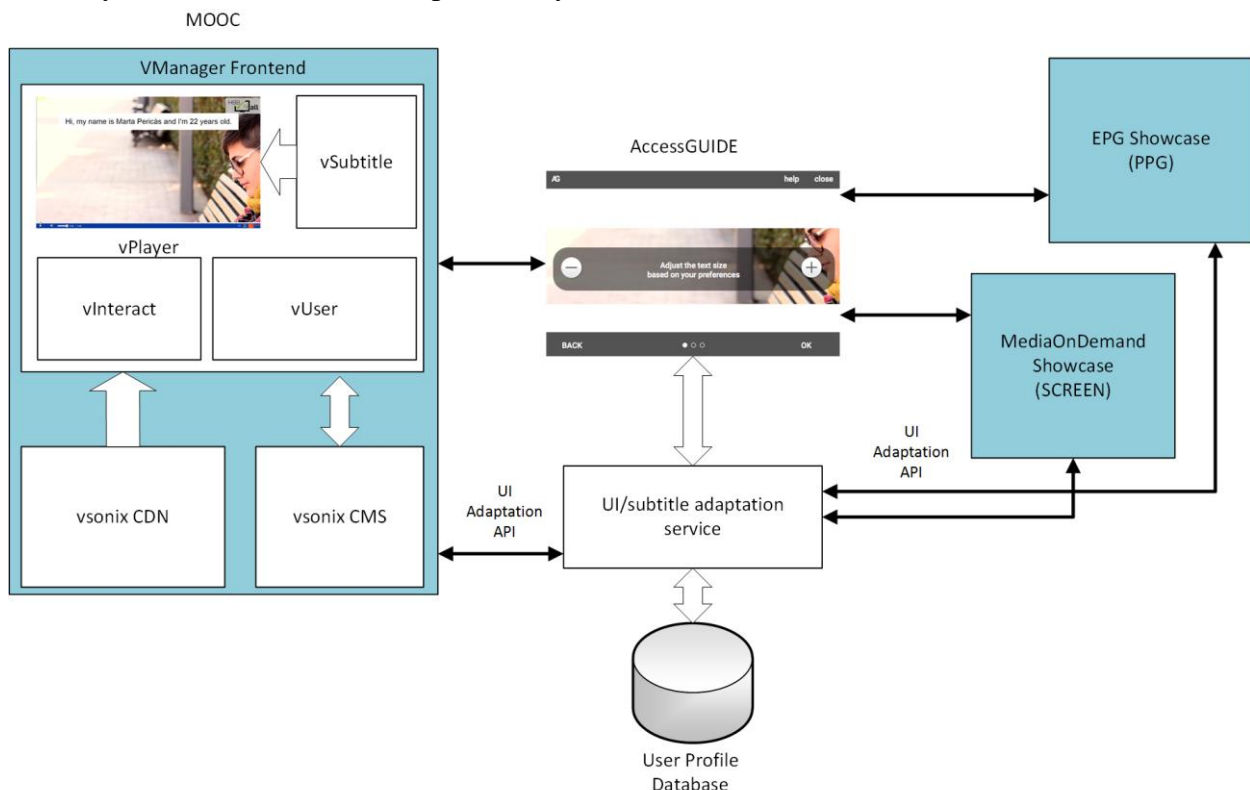 MOOC
VManager Frontend
Hi, my name is Marta Pericàs and I'm 22 years old.
vSubtitle
vPlayer
vInteract
vUser
vsonix CDN
vsonix CMS
UI
Adaptation
API
AccessGUIDE
AG help close
Adjust the text size
based on your preferences
BACK OK
UI/subtitle adaptation
service
User Profile
Database
EPG Showcase
(PPG)
MediaOnDemand
Showcase
(SCREEN)
UI
Adaptation
API